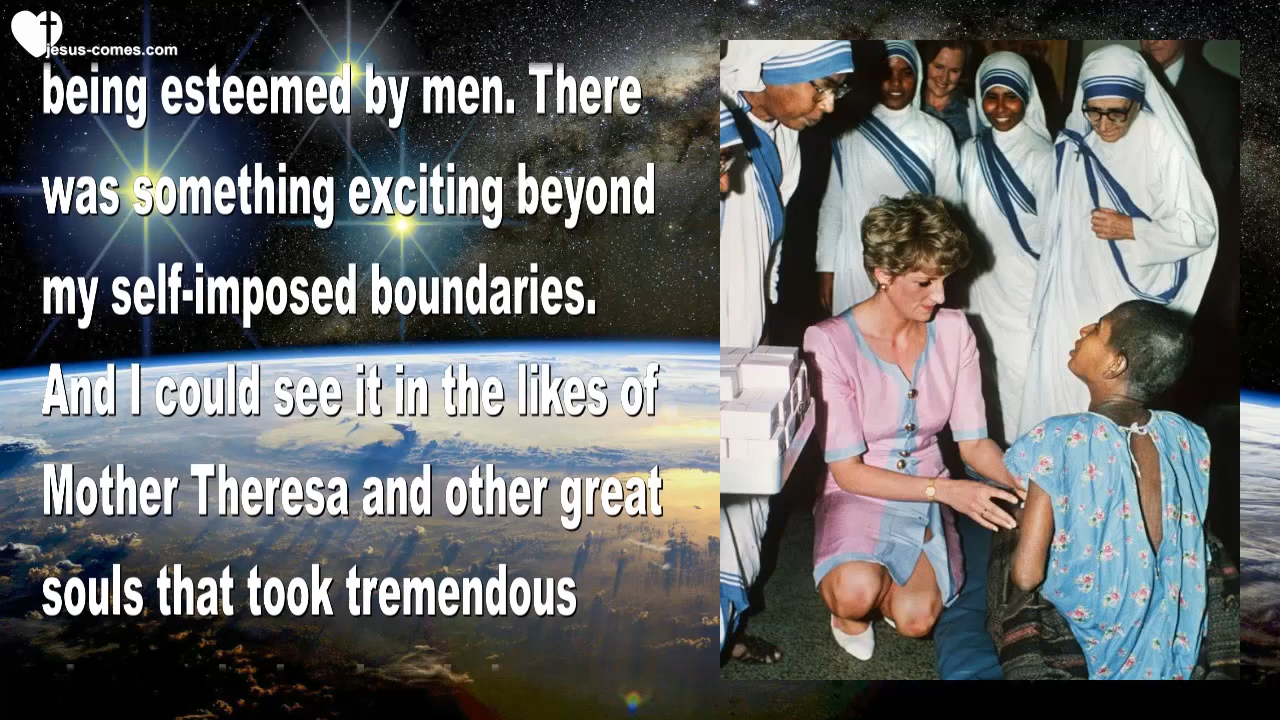 jesus-comes.com
being esteemed by men. There
was something exciting beyond
my self-imposed boundaries.
And I could see it in the likes of
Mother Theresa and other great
souls that took tremendous